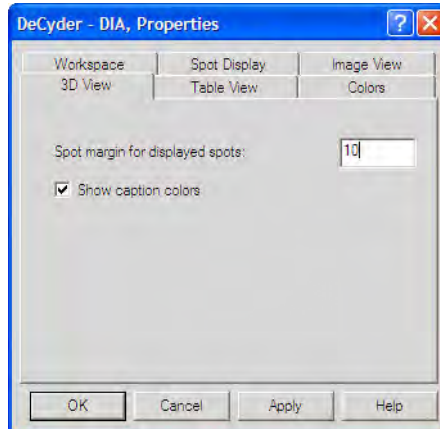 DeCyder - DIA, Properties
Workspace Spot Display Image View
3D View Table View Colors
Spot margin for displayed spots: 10
Show caption colors
OK Cancel Apply Help